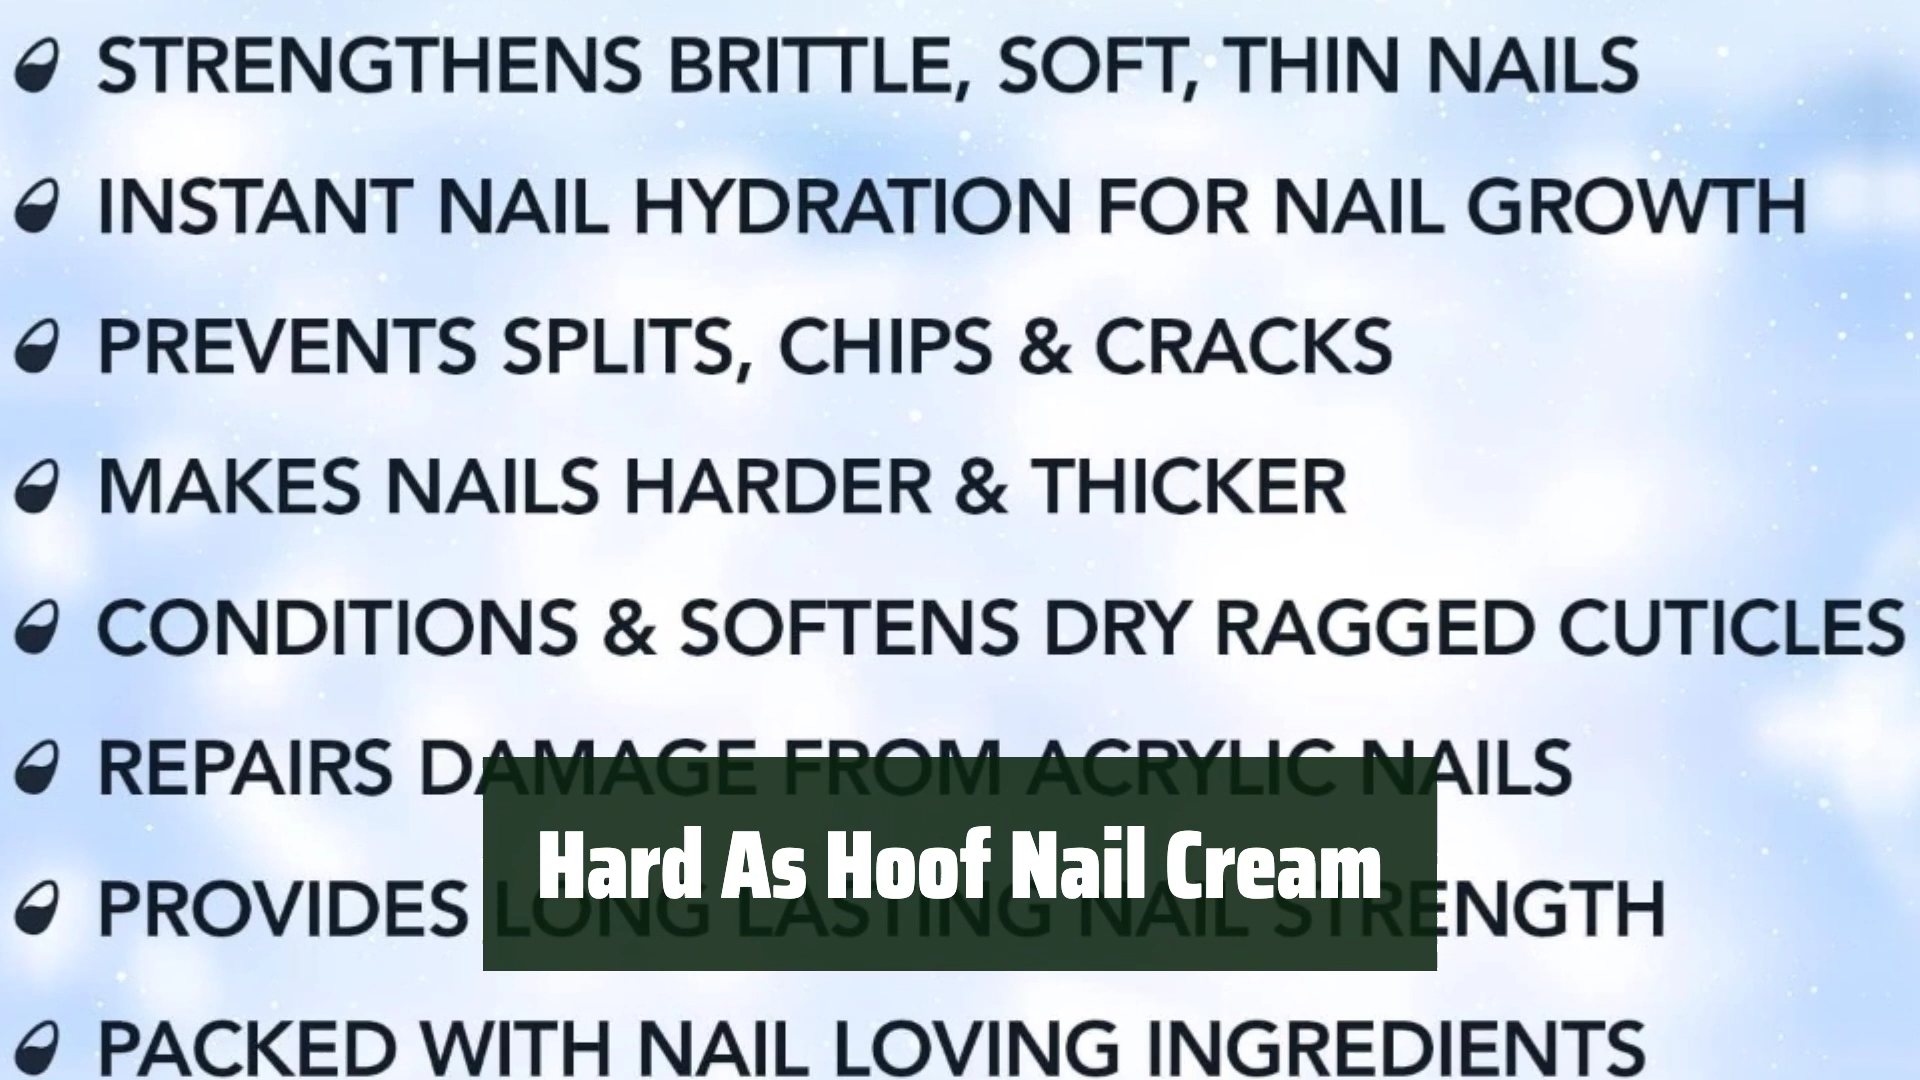 STRENGTHENS BRITTLE, SOFT, THIN NAILS
INSTANT NAIL HYDRATION FOR NAIL GROWTH
PREVENTS SPLITS, CHIPS & CRACKS
MAKES NAILS HARDER & THICKER
CONDITIONS & SOFTENS DRY RAGGED CUTICLES
REPAIRS DAMAGE FROM ACRYLIC NAILS
Hard As Hoof Nail Cream
PROVIDES LONG LASTING NAIL STRENGTH
PACKED WITH NAIL LOVING INGREDIENTS